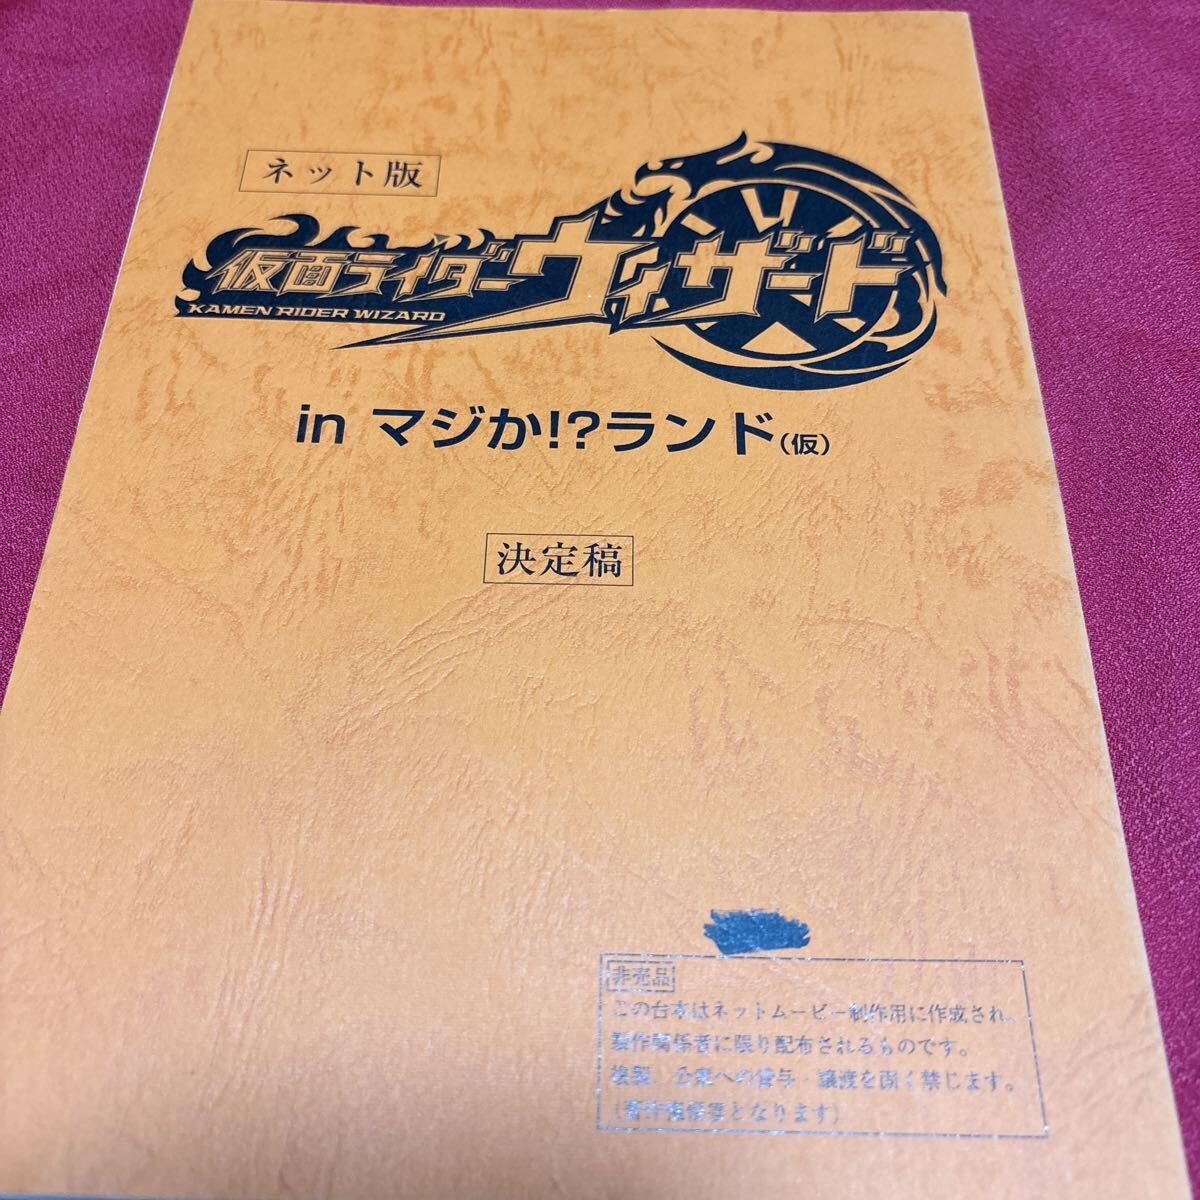 ネット版
仮面ライダーウィザード
KAMEN RIDER WIZARD
in マジか!?ランド(仮)
決定稿
非売品
この台本はネットムービー制作用に作成され、
製作関係者に限り配布されるものです。
複製、公衆への貸与・譲渡を固く禁じます。
(著作権侵害となります)